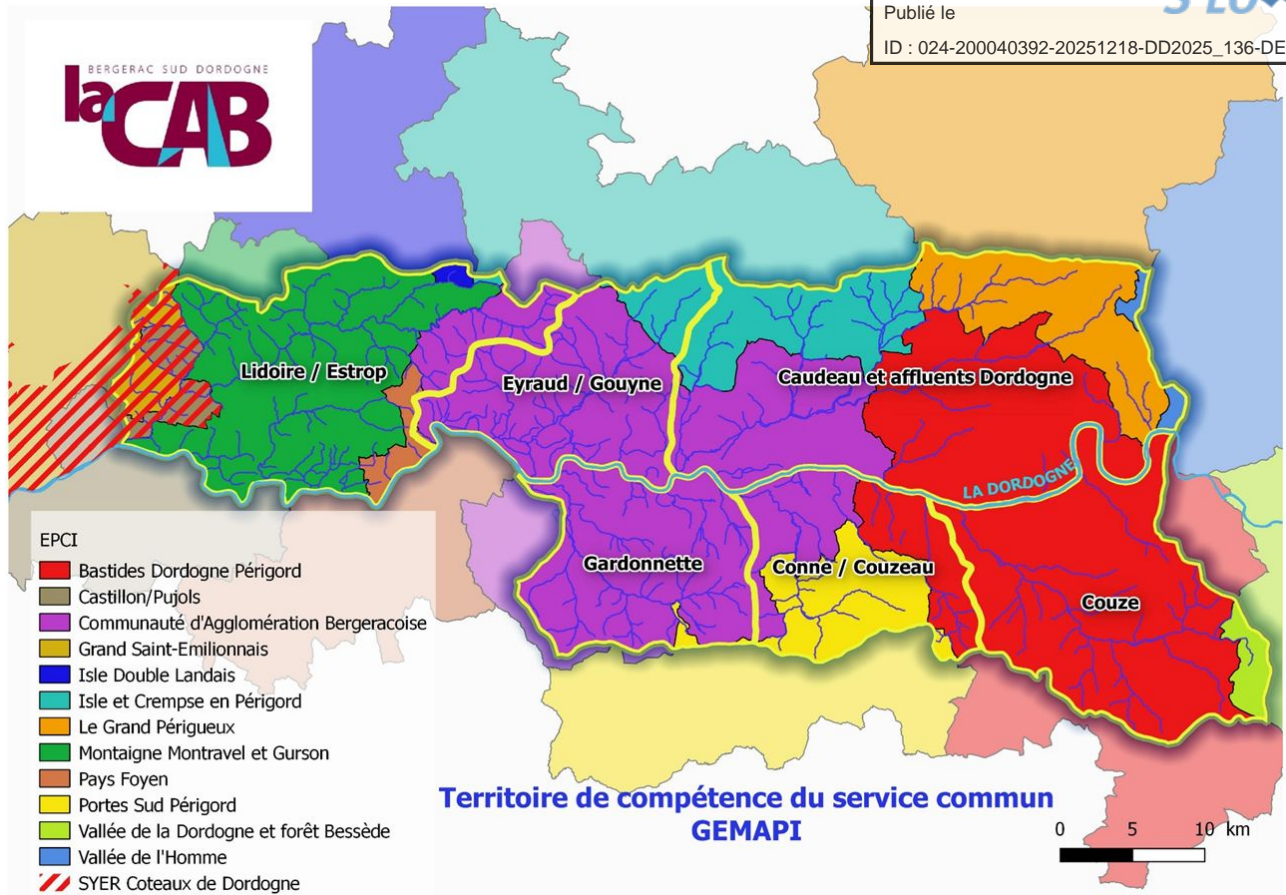 Publié le
ID : 024-200040392-20251218-DD2025_136-DE
BERGERAC SUD DORDOGNE
la CAB
Lidoire / Estrop
Eyraud / Gouyne
Caudeau et affluents Dordogne
LA DORDOGNE
Gardonnette
Conne / Couzeau
Couze
EPCI
Bastides Dordogne Périgord
Castillon/Pujols
Communauté d'Agglomération Bergeracoise
Grand Saint-Emilionnais
Isle Double Landais
Isle et Crempse en Périgord
Le Grand Périgueux
Montaigne Montravel et Gurson
Pays Foyen
Portes Sud Périgord
Vallée de la Dordogne et forêt Bessède
Vallée de l'Homme
SYER Coteaux de Dordogne
Territoire de compétence du service commun
GEMAPI
0 5 10 km